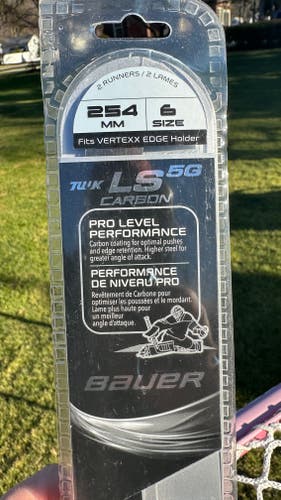 2 RUNNERS / 2 LAMES
254 6
MM SIZE
Fits VERTEXX EDGE Holder
TUUK LS5G
CARBON
PRO LEVEL
PERFORMANCE
Carbon coating for optimal pushes
and edge retention. Higher steel for
greater angle of attack.
PERFORMANCE
DE NIVEAU PRO
Revêtement de Carbone pour
optimiser les poussées et le mordant.
Lame plus haute pour
un meilleur
angle d'attaque.
BAUER